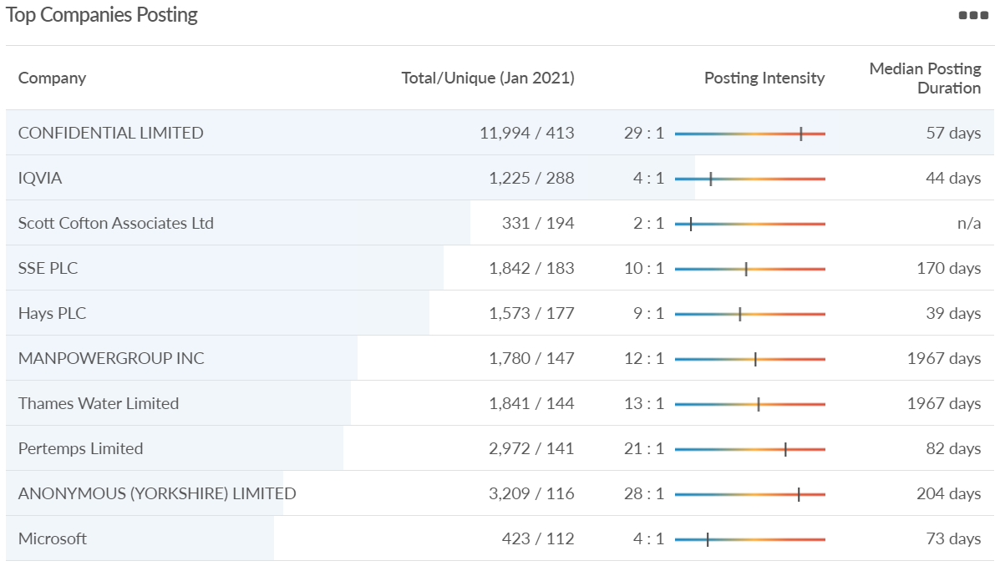 Top Companies Posting
Company Total/Unique (Jan 2021) Posting Intensity Median Posting
Duration
CONFIDENTIAL LIMITED 11,994 / 413 29 : 1 57 days
IQVIA 1,225 / 288 4 : 1 44 days
Scott Cofton Associates Ltd 331 / 194 2 : 1 n/a
SSE PLC 1,842 / 183 10 : 1 170 days
Hays PLC 1,573 / 177 9 : 1 39 days
MANPOWERGROUP INC 1,780 / 147 12 : 1 1967 days
Thames Water Limited 1,841 / 144 13 : 1 1967 days
Pertemps Limited 2,972 / 141 21 : 1 82 days
ANONYMOUS (YORKSHIRE) LIMITED 3,209 / 116 28 : 1 204 days
Microsoft 423 / 112 4 : 1 73 days